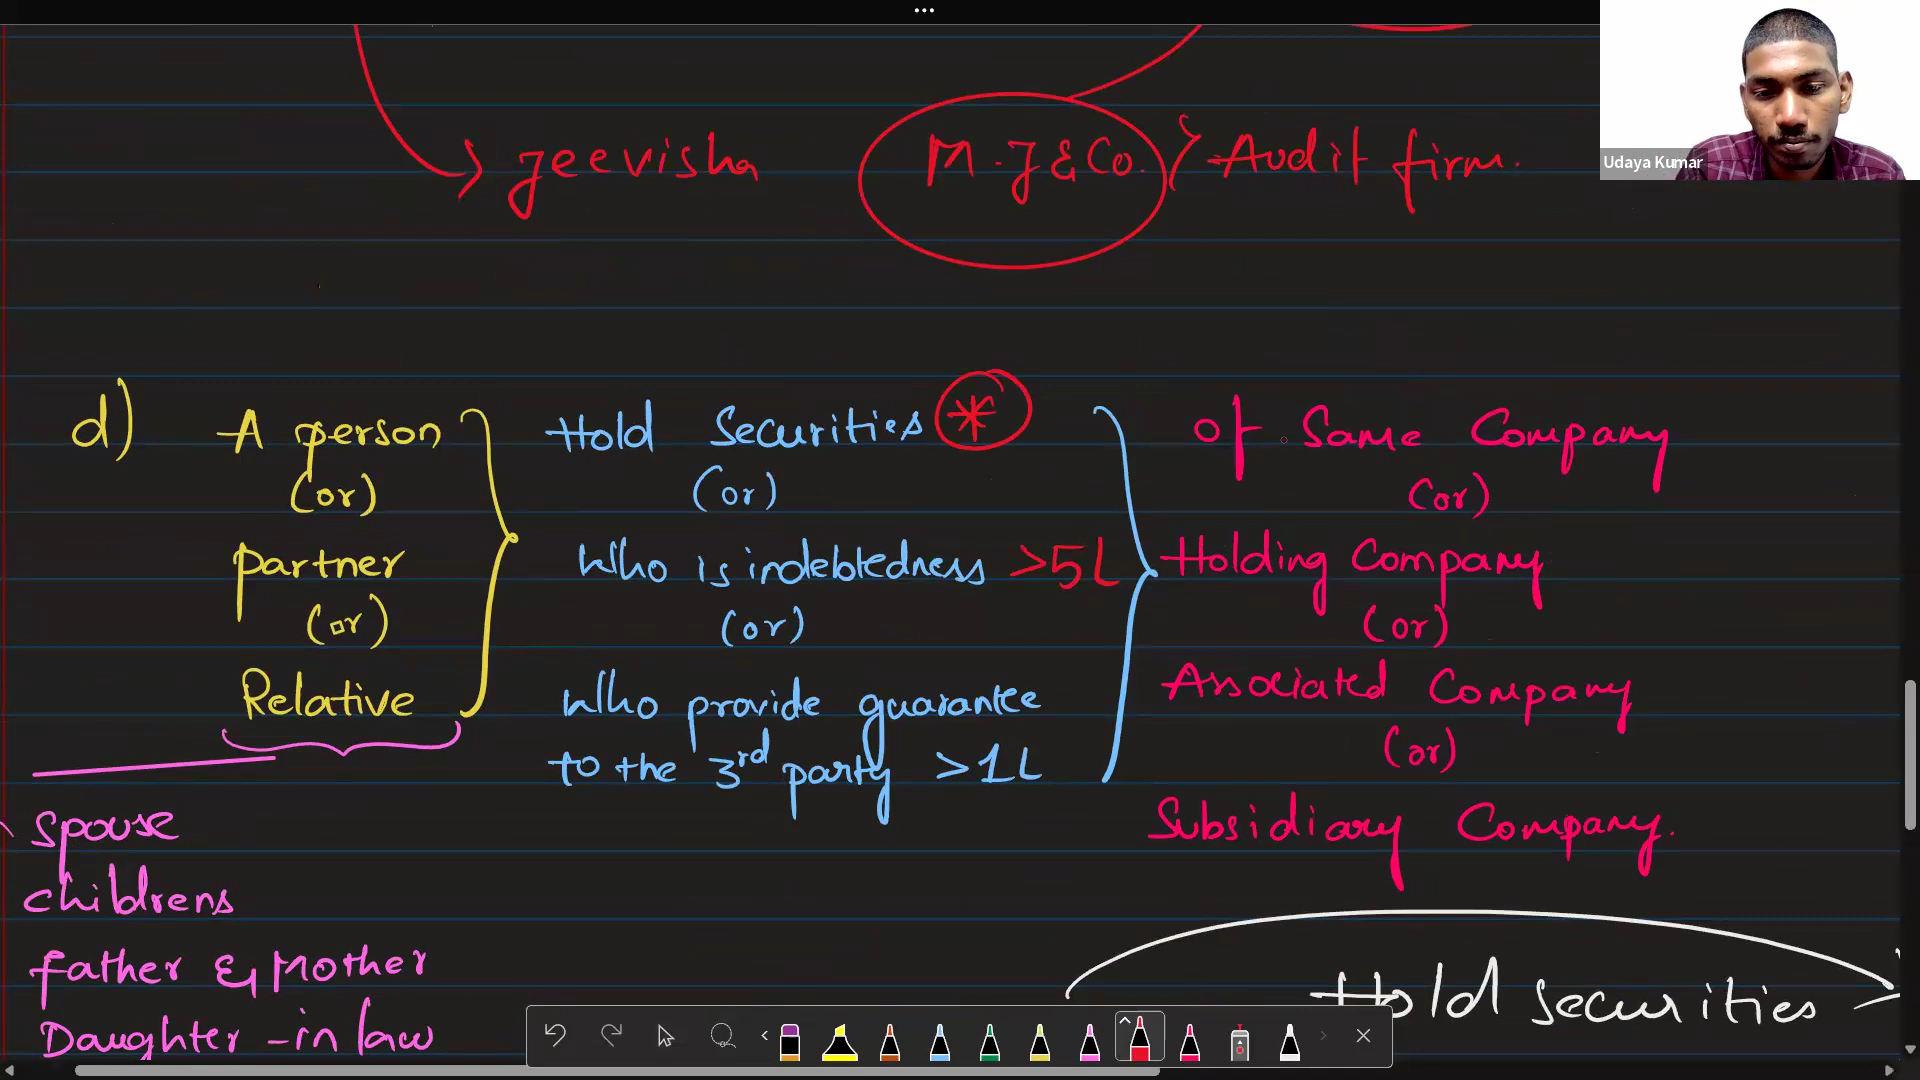 Udaya Kumar
Jeevisha M.J & Co. Audit firm.
d) A person Hold Securities * of Same Company
(or) (or) (or)
partner Who is indebtedness >5L Holding Company
(or) (or) (or)
Relative Who provide guarantee Associated Company
to the 3rd party >1L (or)
Spouse Subsidiary Company.
childrens
father & Mother
Daughter -in law Hold securities